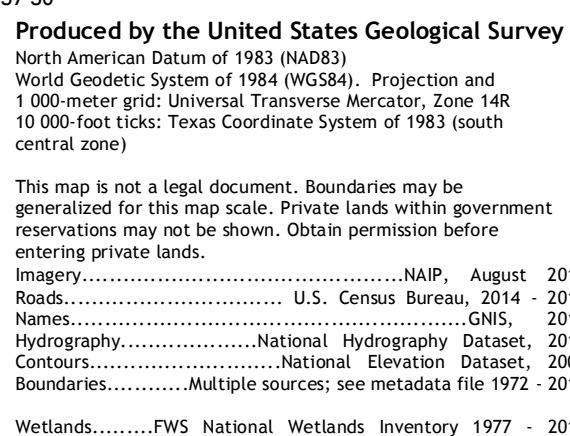 Produced by the United States Geological Survey
North American Datum of 1983 (NAD83)
World Geodetic System of 1984 (WGS84). Projection and
1 000-meter grid: Universal Transverse Mercator, Zone 14R
10 000-foot ticks: Texas Coordinate System of 1983 (south
central zone)
This map is not a legal document. Boundaries may be
generalized for this map scale. Private lands within government
reservations may not be shown. Obtain permission before
entering private lands.
Imagery..............................................NAIP, August
Roads.............................. U.S. Census Bureau, 2014 -
Names....................................................GNIS,
Hydrography...................National Hydrography Dataset,
Contours...........................National Elevation Dataset,
Boundaries............Multiple sources; see metadata file 1972 -
Wetlands.........FWS National Wetlands Inventory 1977 -